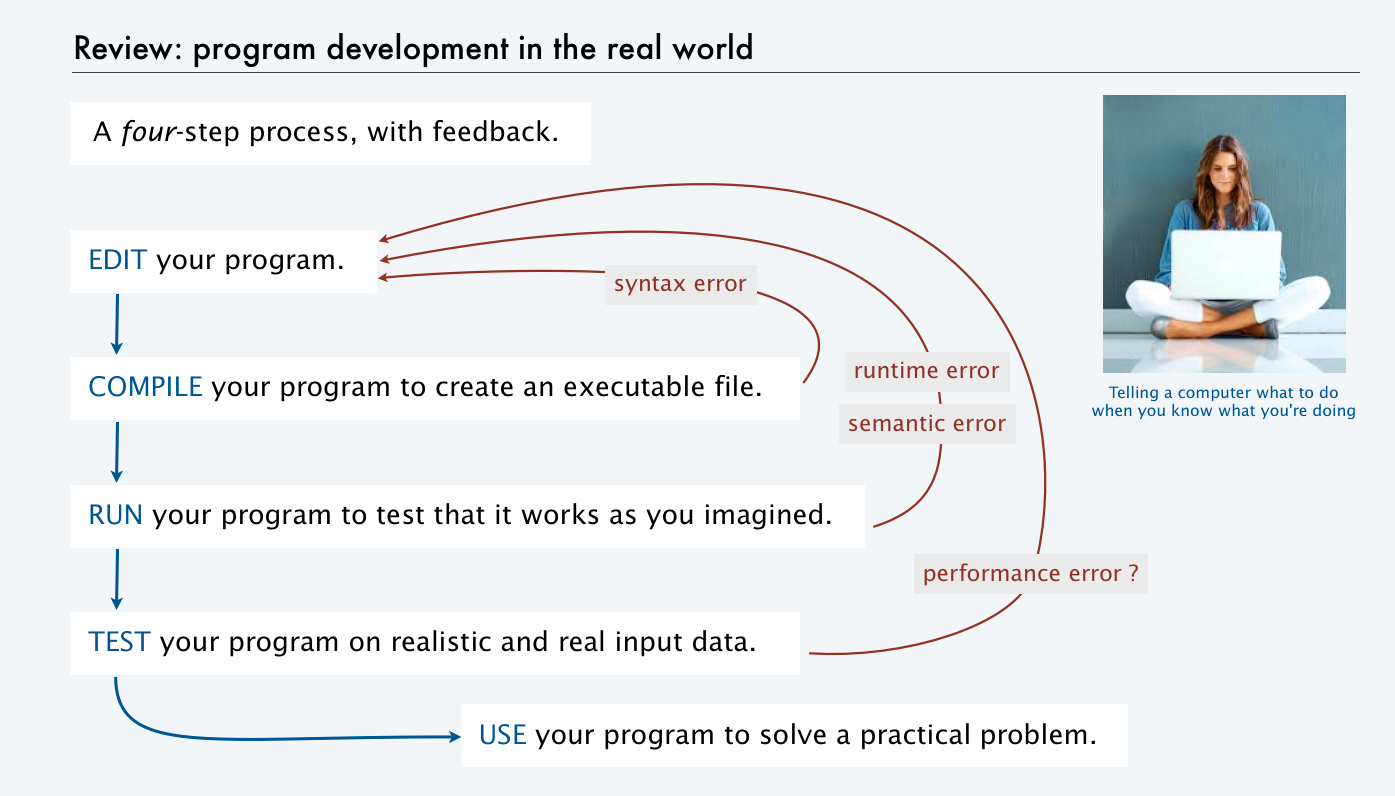 Review: program development in the real world
A four-step process, with feedback.
EDIT your program.
syntax error
COMPILE your program to create an executable file.
runtime error
semantic error
RUN your program to test that it works as you imagined.
performance error ?
TEST your program on realistic and real input data.
USE your program to solve a practical problem.
Telling a computer what to do
when you know what you're doing